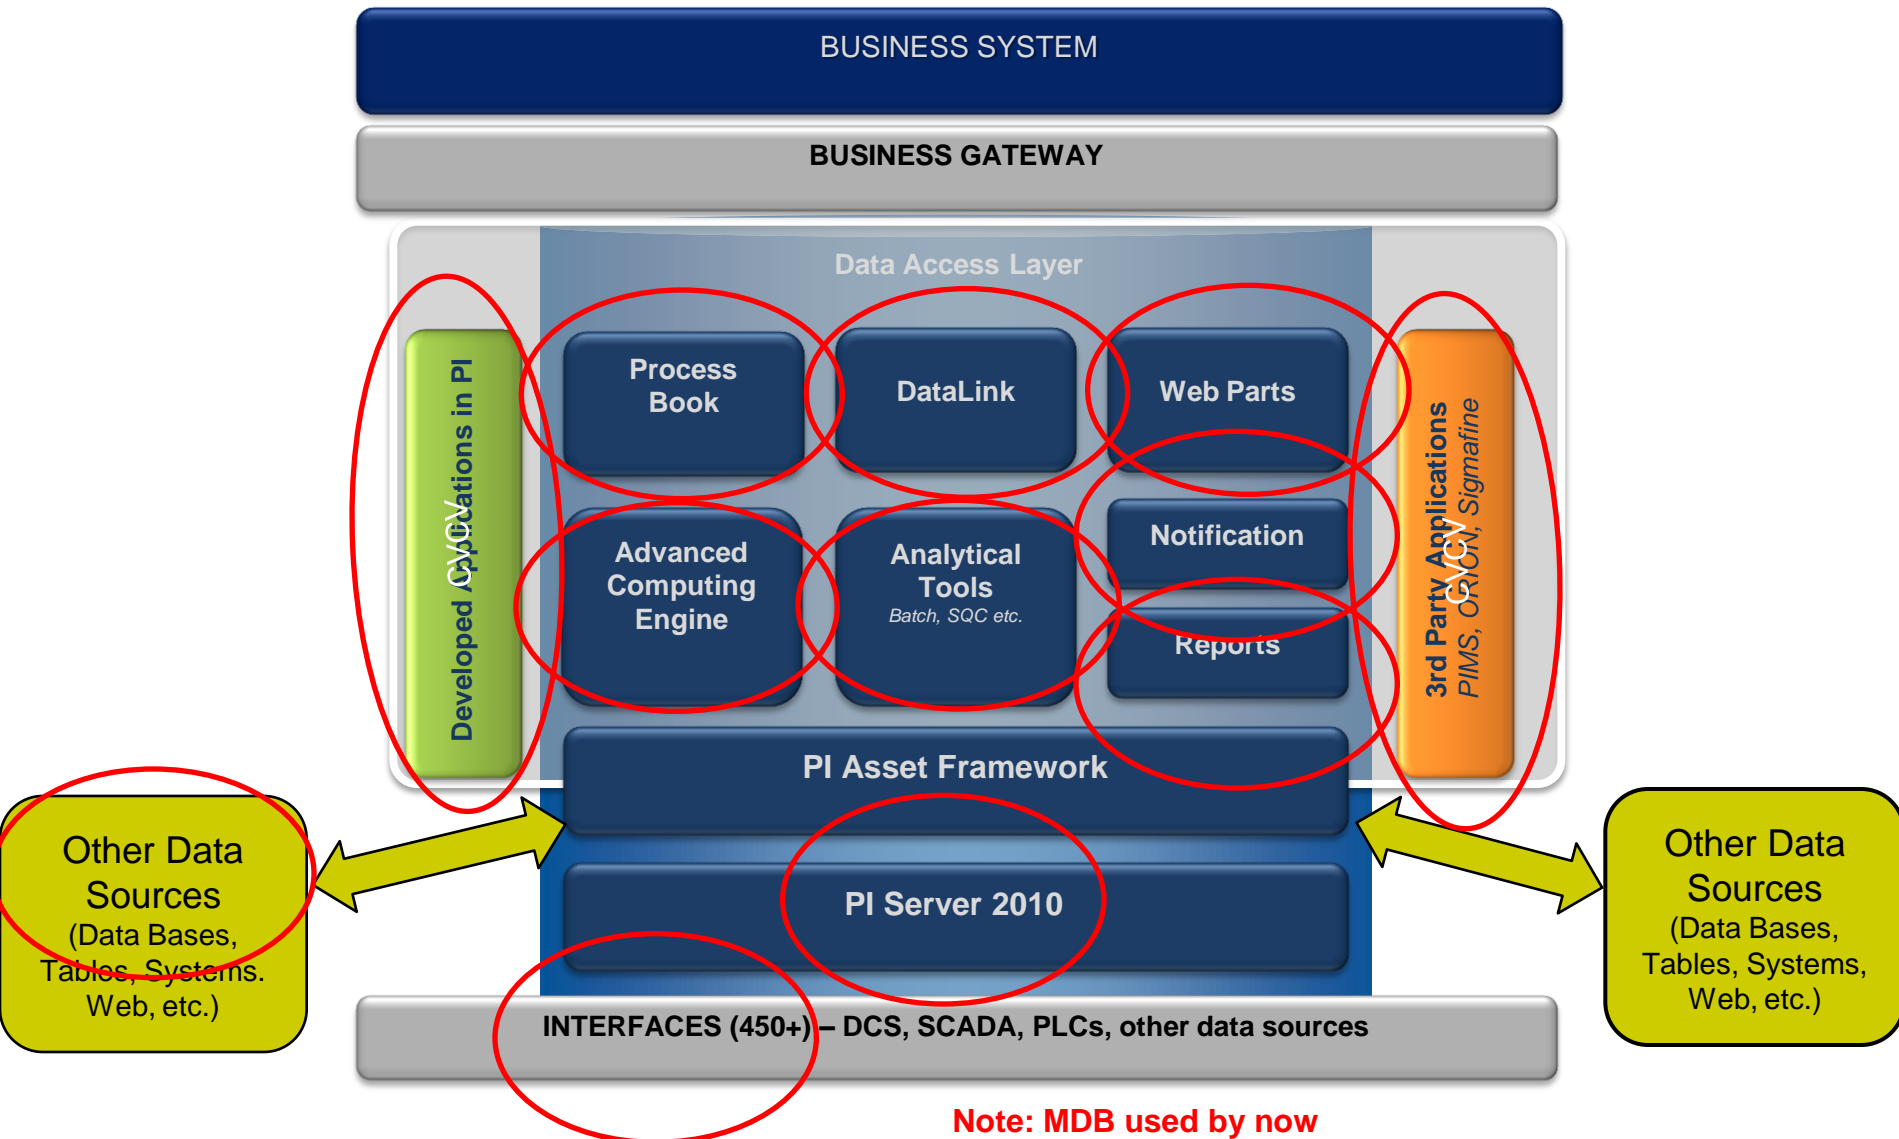 BUSINESS SYSTEM
BUSINESS GATEWAY
Data Access Layer
Developed Applications in PI
CVCV
Process
Book
DataLink
Web Parts
Advanced
Computing
Engine
Analytical
Tools
Batch, SQC etc.
Notification
Reports
3rd Party Applications
PIMS, ORION, Sigmafine
CVCV
PI Asset Framework
PI Server 2010
Other Data
Sources
(Data Bases,
Tables, Systems.
Web, etc.)
Other Data
Sources
(Data Bases,
Tables, Systems,
Web, etc.)
INTERFACES (450+) – DCS, SCADA, PLCs, other data sources
Note: MDB used by now